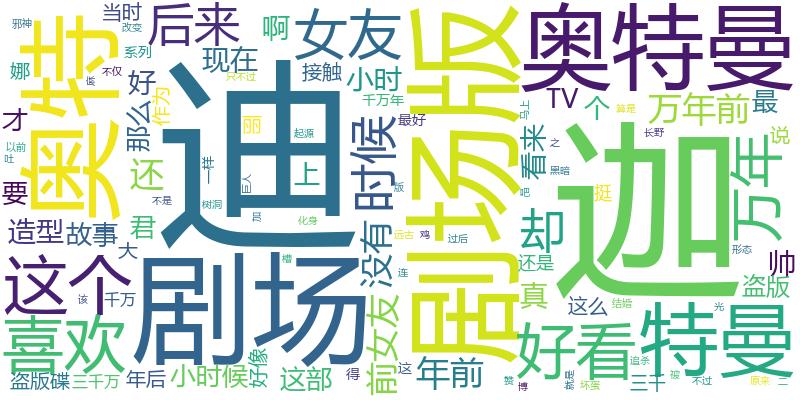 邪神
当时
后来
啊
女友
剧场版
奥特曼
改变
系列
现在
接触
奥特
娜
不仅
好
迪
只不过
小时
TV
个
万年前
最
作为
千万年
算是
马上
才
那么
丽
起源
最好
长野
说
以前
吐
还
一样
上
时候
看来
之
迦
万年
要
巨人
黑暗
挺
君
树洞
版
吧
造型
故事
不是
化身
没有
远古
鸡
却
大
过后
还是
形态
帅
这个
剧场
槽
连
真
盗版
该
千万
这么
结婚
光
喜欢
前女友
好看
特曼
追杀
盗版碟
三千万
年后
小时候
好像
这部
得
这
年前
赞
博
就是
坏蛋
三千
被
不过
原来
二